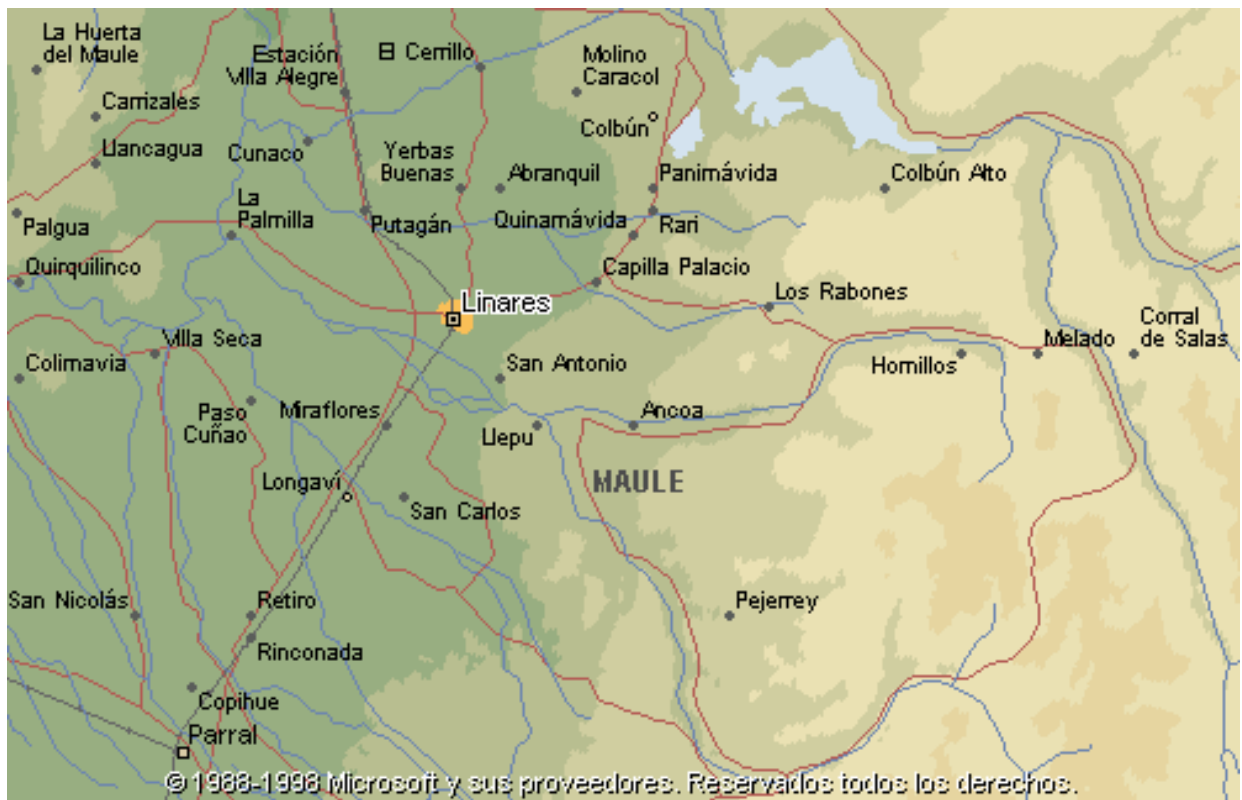 La Huerta
del Maule
Estación
Villa Alegre
El Cerrillo
Molino
Caracol
Carrizales
Colbún
Llancagua
Cunaco
Yerbas
Buenas
Abranquil
Panimávida
Colbún Alto
La
Palmilla
Palgua
Putagán
Quinamávida
Rari
Quirquilinco
Capilla Palacio
Linares
Los Rabones
Corral
de Salas
Villa Seca
Melado
Colimavia
San Antonio
Hornillos
Paso
Cuñao
Miraflores
Llepu
Ancoa
Longaví
MAULE
San Carlos
San Nicolás
Retiro
Pejerrey
Rinconada
Copihue
Parral
© 1988-1998 Microsoft y sus proveedores. Reservados todos los derechos.